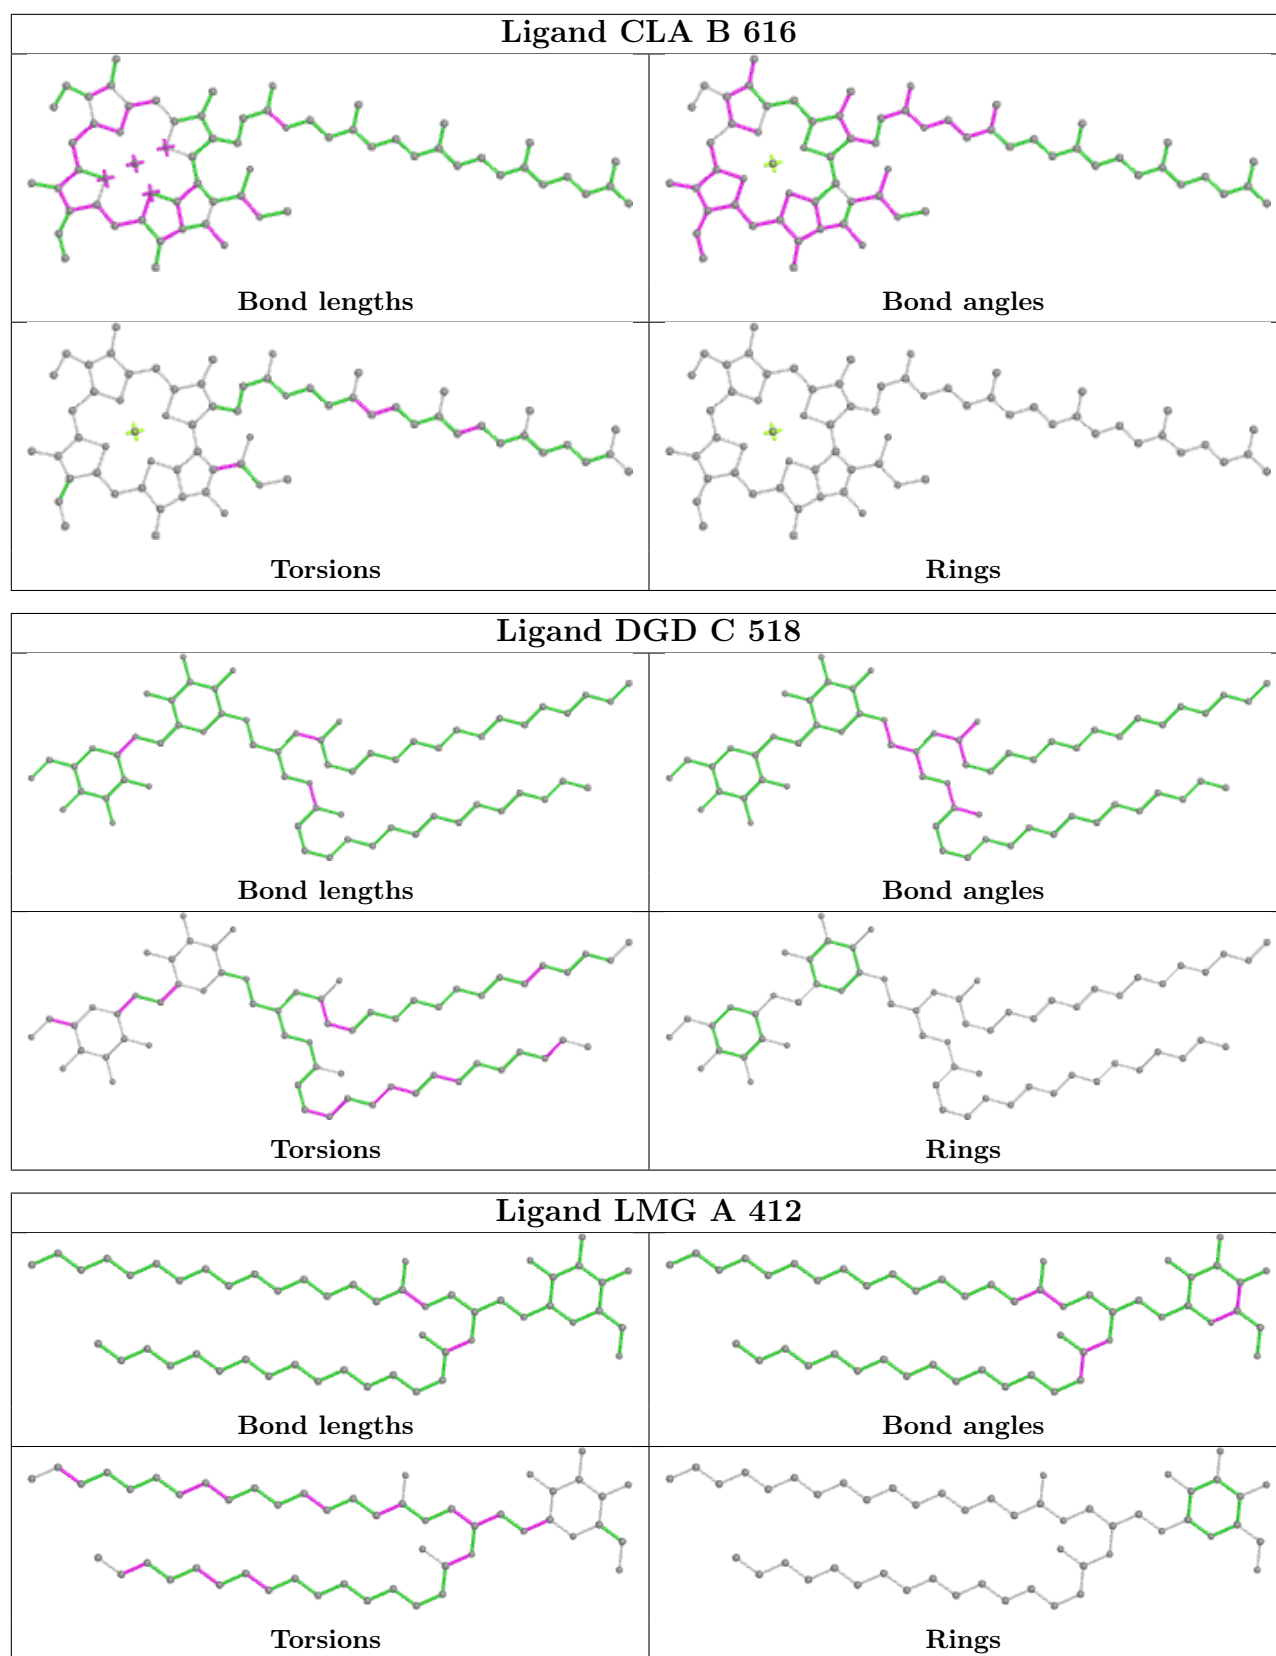 Ligand CLA B 616
Bond lengths
Bond angles
Torsions
Rings
Ligand DGD C 518
Bond lengths
Bond angles
Torsions
Rings
Ligand LMG A 412
Bond lengths
Bond angles
Torsions
Rings